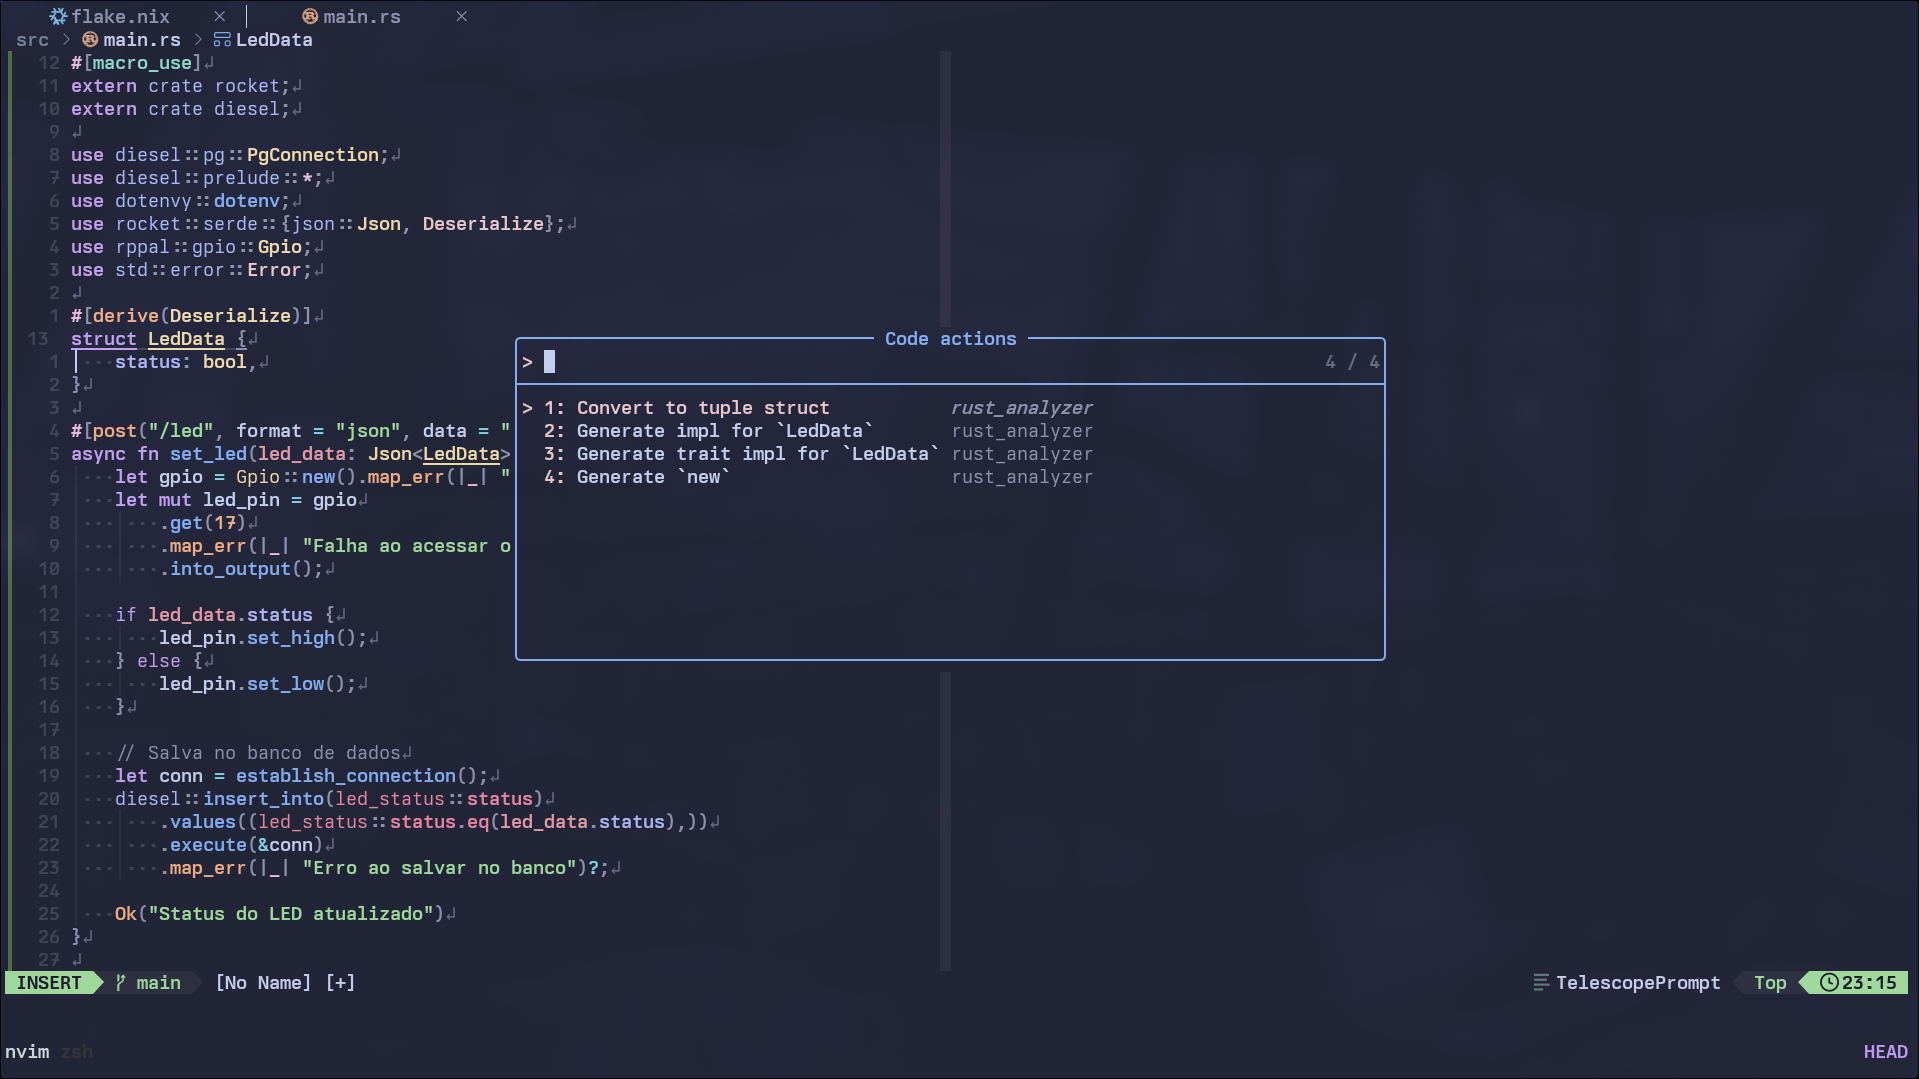 flake.nix × main.rs ×
src > main.rs > LedData
12 #[macro_use]↲
11 extern crate rocket;↲
10 extern crate diesel;↲
9 ↲
8 use diesel::pg::PgConnection;↲
7 use diesel::prelude::*;↲
6 use dotenvy::dotenv;↲
5 use rocket::serde::{json::Json, Deserialize};↲
4 use rppal::gpio::Gpio;↲
3 use std::error::Error;↲
2 ↲
1 #[derive(Deserialize)]↲
13 struct LedData {↲
1 ···status: bool,↲
2 }↲
3 ↲
4 #[post("/led", format = "json", data = "
5 async fn set_led(led_data: Json<LedData>
6 ···let gpio = Gpio::new().map_err(|_| "
7 ···let mut led_pin = gpio↲
8 ··· ···.get(17)↲
9 ··· ···.map_err(|_| "Falha ao acessar o
10 ··· ···.into_output();↲
11
12 ···if led_data.status {↲
13 ··· ···led_pin.set_high();↲
14 ···} else {↲
15 ··· ···led_pin.set_low();↲
16 ···}↲
17
18 ···// Salva no banco de dados↲
19 ···let conn = establish_connection();↲
20 ···diesel::insert_into(led_status::status)↲
21 ··· ···.values((led_status::status.eq(led_data.status),))↲
22 ··· ···.execute(&conn)↲
23 ··· ···.map_err(|_| "Erro ao salvar no banco")?;↲
24
25 ···Ok("Status do LED atualizado")↲
26 }↲
27 ↲
Code actions
> 4 / 4
> 1: Convert to tuple struct rust_analyzer
2: Generate impl for `LedData` rust_analyzer
3: Generate trait impl for `LedData` rust_analyzer
4: Generate `new` rust_analyzer
INSERT main [No Name] [+] TelescopePrompt Top 23:15
nvim zsh HEAD